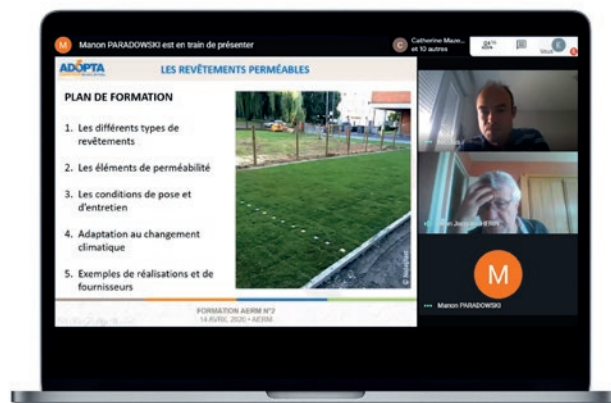 M Manon PARADOWSKI est en train de présenter
C Catherine Maze...
et 10 autres
Vous
E
ADOPTA
LES REVÊTEMENTS PERMÉABLES
PLAN DE FORMATION
1. Les différents types de
revêtements
2. Les éléments de perméabilité
3. Les conditions de pose et
d'entretien
4. Adaptation au changement
climatique
5. Exemples de réalisations et de
fournisseurs
FORMATION AERM N°2
14 AVRIL 2020 • AERM
M
Manon PARADOWSKI